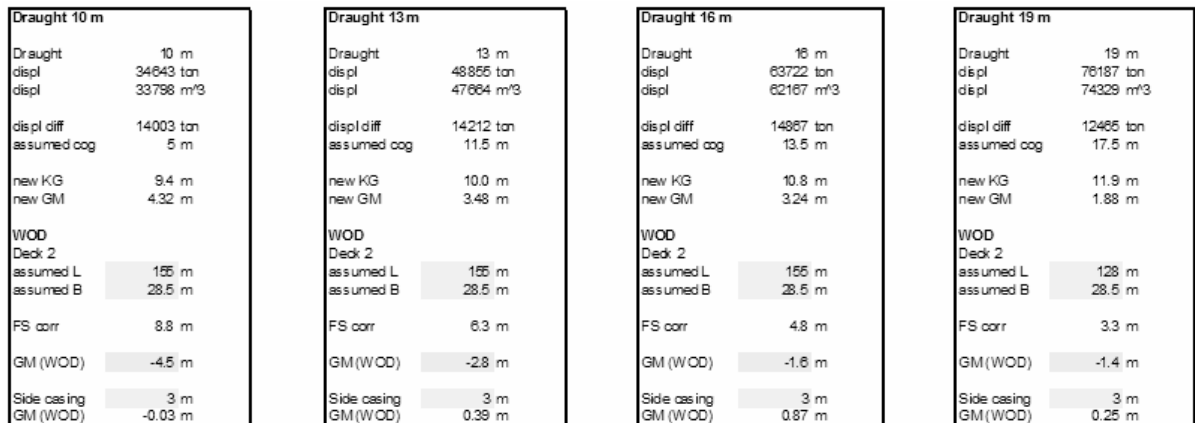 Draught 10 m
Draught 10 m
displ 34643 ton
displ 33798 m^3
displ diff 14003 ton
assumed cog 5 m
new KG 9.4 m
new GM 4.32 m
WOD
Deck 2
assumed L 155 m
assumed B 28.5 m
FS corr 8.8 m
GM (WOD) -4.5 m
Side casing 3 m
GM (WOD) -0.03 m
Draught 13 m
Draught 13 m
displ 48855 ton
displ 47664 m^3
displ diff 14212 ton
assumed cog 11.5 m
new KG 10.0 m
new GM 3.48 m
WOD
Deck 2
assumed L 155 m
assumed B 28.5 m
FS corr 6.3 m
GM (WOD) -2.8 m
Side casing 3 m
GM (WOD) 0.39 m
Draught 16 m
Draught 16 m
displ 63722 ton
displ 62167 m^3
displ diff 14867 ton
assumed cog 13.5 m
new KG 10.8 m
new GM 3.24 m
WOD
Deck 2
assumed L 155 m
assumed B 28.5 m
FS corr 4.8 m
GM (WOD) -1.6 m
Side casing 3 m
GM (WOD) 0.87 m
Draught 19 m
Draught 19 m
displ 76187 ton
displ 74329 m^3
displ diff 12465 ton
assumed cog 17.5 m
new KG 11.9 m
new GM 1.88 m
WOD
Deck 2
assumed L 128 m
assumed B 28.5 m
FS corr 3.3 m
GM (WOD) -1.4 m
Side casing 3 m
GM (WOD) 0.25 m